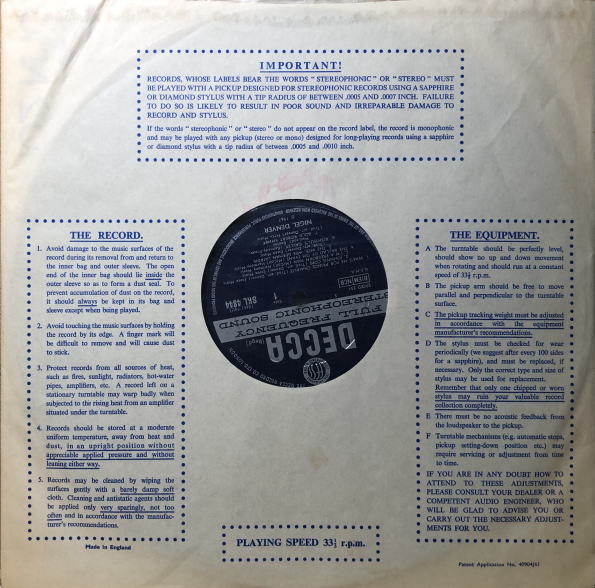 IMPORTANT!
RECORDS, WHOSE LABELS BEAR THE WORDS " STEREOPHONIC " OR " STEREO " MUST
BE PLAYED WITH A PICKUP DESIGNED FOR STEREOPHONIC RECORDS USING A SAPPHIRE
OR DIAMOND STYLUS WITH A TIP RADIUS OF BETWEEN .0005 AND .0007 INCH. FAILURE
TO DO SO IS LIKELY TO RESULT IN POOR SOUND AND IRREPARABLE DAMAGE TO
RECORD AND STYLUS.
If the words " stereophonic " or " stereo " do not appear on the record label, the record is monophonic
and may be played with any pickup (stereo or mono) designed for long-playing records using a sapphire
or diamond stylus with a tip radius of between .0005 and .0010 inch.
THE RECORD.
1. Avoid damage to the music surfaces of the
record during its removal from and return to
the inner bag and outer sleeve. The open
end of the inner bag should lie inside the
outer sleeve so as to form a dust seal. To
prevent accumulation of dust on the record,
it should always be kept in its bag and
sleeve except when being played.
2. Avoid touching the music surfaces by holding
the record by its edge. A finger mark will
be difficult to remove and will cause dust
to stick.
3. Protect records from all sources of heat,
such as fires, sunlight, radiators, hot-water
pipes, amplifiers, etc. A record left on a
stationary turntable may warp badly when
subjected to the rising heat from an amplifier
situated under the turntable.
4. Records should be stored at a moderate
uniform temperature, away from heat and
dust, in an upright position without
appreciable applied pressure and without
leaning either way.
5. Records may be cleaned by wiping the
surfaces gently with a barely damp soft
cloth. Cleaning and antistatic agents should
be applied only very sparingly, not too
often and in accordance with the manufac-
turer's recommendations.
Made in England
NIGEL DENVER
SKL 4844
1
FULL FREQUENCY
STEREOPHONIC SOUND
DECCA
THE EQUIPMENT.
A The turntable should be perfectly level,
should show no up and down movement
when rotating and should run at a constant
speed of 33⅓ r.p.m.
B The pickup arm should be free to move
parallel and perpendicular to the turntable
surface.
C The pickup tracking weight must be adjusted
in accordance with the equipment
manufacturer's recommendations.
D The stylus must be checked for wear
periodically (we suggest after every 100 sides
for a sapphire), and must be replaced, if
necessary. Only the correct type and size of
stylus may be used for replacement.
Remember that only one chipped or worn
stylus may ruin your valuable record
collection completely.
E There must be no acoustic feedback from
the loudspeaker to the pickup.
F Turntable mechanisms (e.g. automatic stops,
pickup setting-down position etc.) may
require servicing or adjustment from time
to time.
IF YOU ARE IN ANY DOUBT HOW TO
ATTEND TO THESE ADJUSTMENTS,
PLEASE CONSULT YOUR DEALER OR A
COMPETENT AUDIO ENGINEER, WHO
WILL BE GLAD TO ADVISE YOU OR
CARRY OUT THE NECESSARY ADJUST-
MENTS FOR YOU.
PLAYING SPEED 33⅓ r.p.m.
Patent Application No. 40904/61